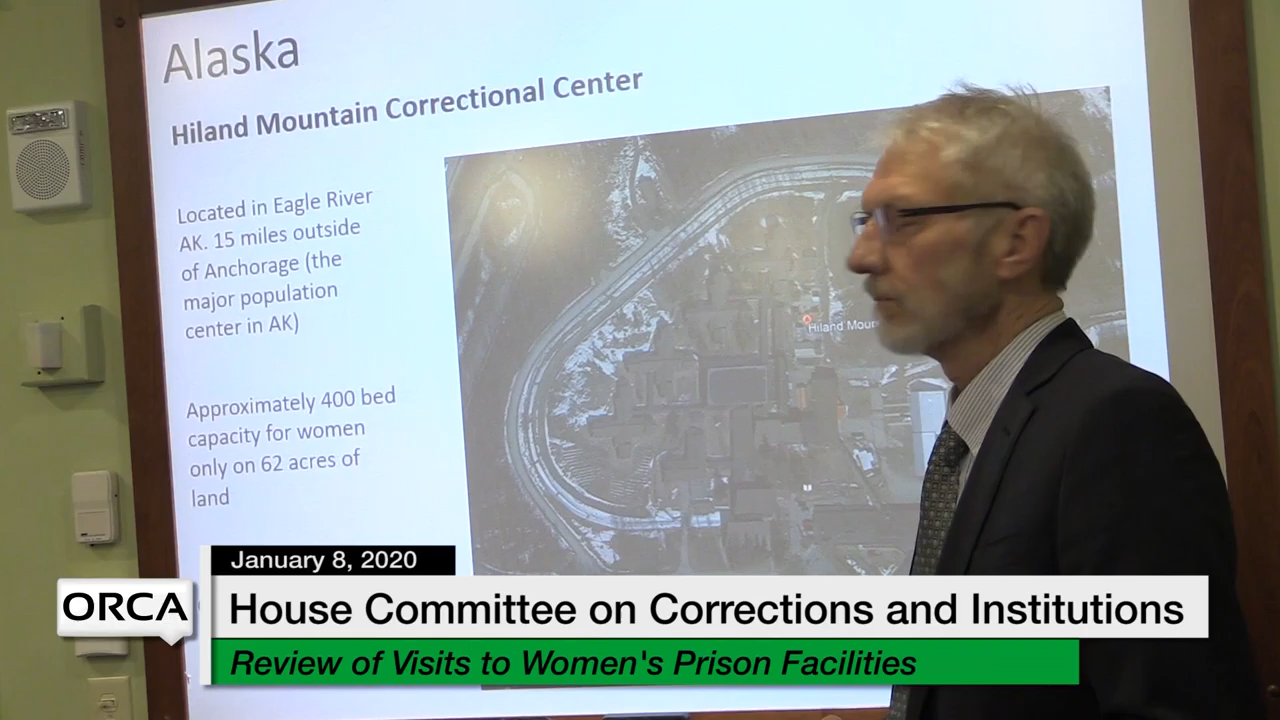 Alaska
Hiland Mountain Correctional Center
Located in Eagle River
AK. 15 miles outside
of Anchorage (the
major population
center in AK)
Approximately 400 bed
capacity for women
only on 62 acres of
land
Hiland Moun
January 8, 2020
ORCA
House Committee on Corrections and Institutions
Review of Visits to Women's Prison Facilities